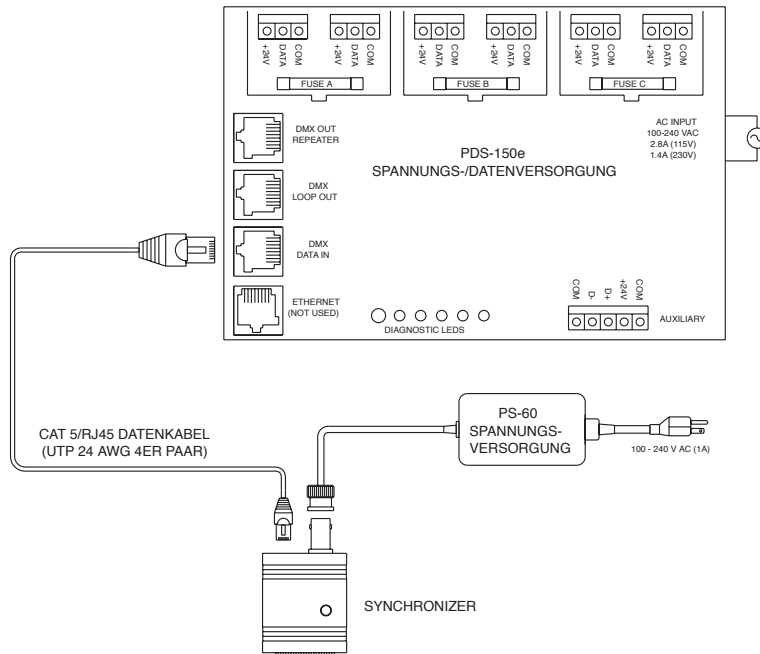 +24V
DATA
COM
+24V
DATA
COM
+24V
DATA
COM
+24V
DATA
COM
+24V
DATA
COM
+24V
DATA
COM
FUSE A
FUSE B
FUSE C
DMX OUT
REPEATER
DMX
LOOP OUT
DMX
DATA IN
ETHERNET
(NOT USED)
PDS-150e
SPANNUNGS-/DATENVERSORGUNG
AC INPUT
100-240 VAC
2.8A (115V)
1.4A (230V)
DIAGNOSTIC LEDS
COM
D-
D+
+24V
COM
AUXILIARY
CAT 5/RJ45 DATENKABEL
(UTP 24 AWG 4ER PAAR)
PS-60
SPANNUNGS-
VERSORGUNG
100 - 240 V AC (1A)
SYNCHRONIZER